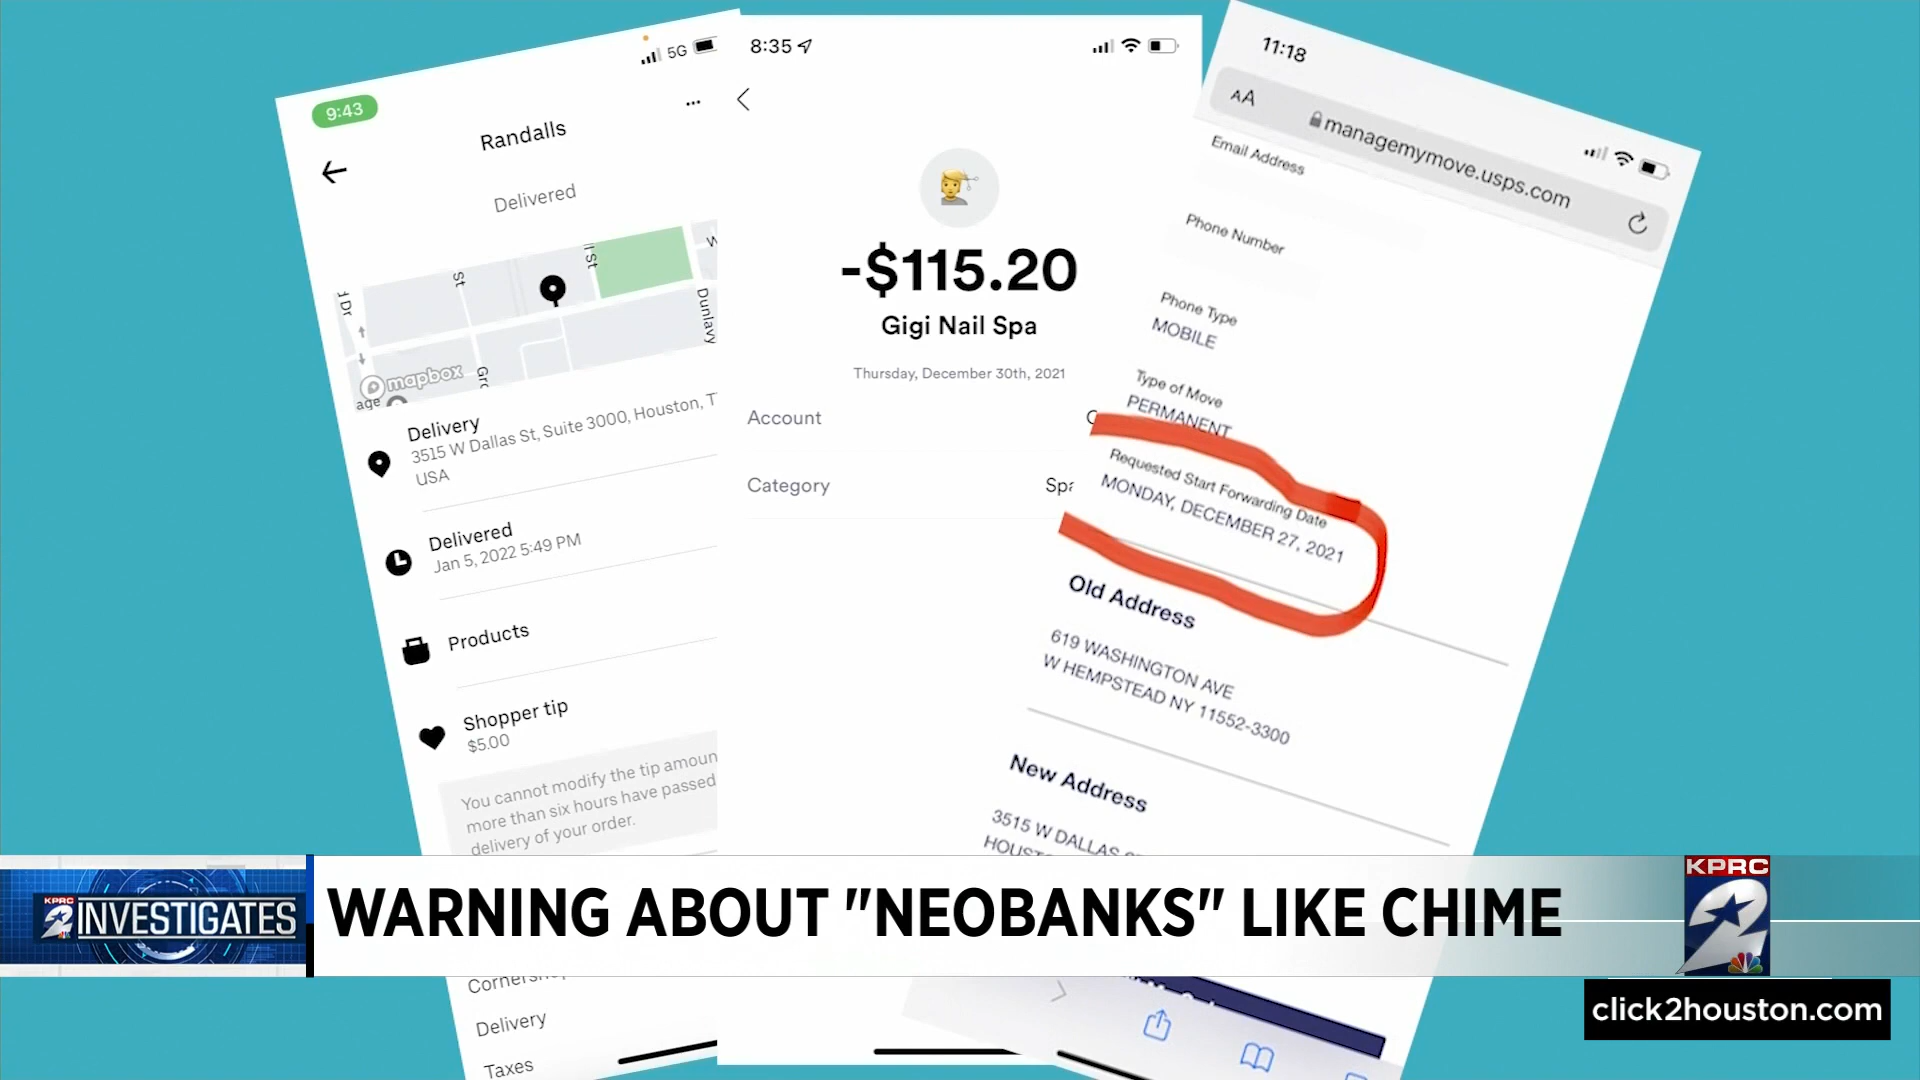 9:43
5G
Randalls
Delivered
St
Dunlavy
mapbox
Delivery
3515 W Dallas St, Suite 3000, Houston,
USA
Delivered
Jan 5, 2022 5:49 PM
Products
Shopper tip
$5.00
You cannot modify the tip
more than six hours have passed
delivery of your order.
Delivery
Taxes
8:35
-$115.20
Gigi Nail Spa
Thursday, December 30th, 2021
Account
Category
11:18
AA
managemymove.usps.com
Email Address
Phone Number
Phone Type
MOBILE
Type of Move
PERMANENT
Requested Start Forwarding Date
MONDAY, DECEMBER 27, 2021
Old Address
619 WASHINGTON AVE
W HEMPSTEAD NY 11552-3300
New Address
3515 W DALLAS
KPRC
2 INVESTIGATES
WARNING ABOUT "NEOBANKS" LIKE CHIME
KPRC
2
click2houston.com